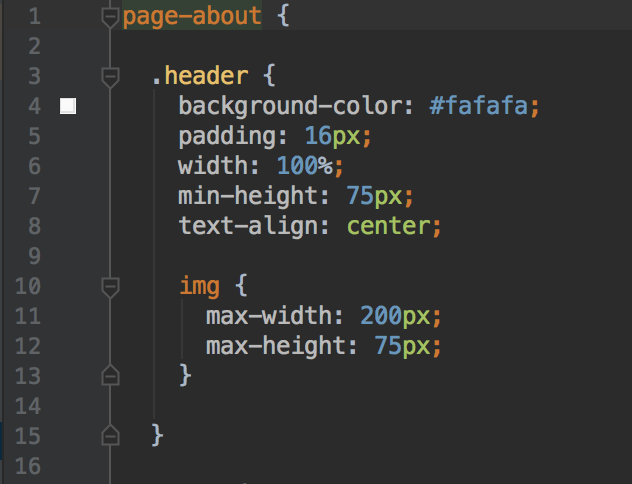 1 page-about {
2
3 .header {
4 background-color: #fafafa;
5 padding: 16px;
6 width: 100%;
7 min-height: 75px;
8 text-align: center;
9
10 img {
11 max-width: 200px;
12 max-height: 75px;
13 }
14
15 }
16